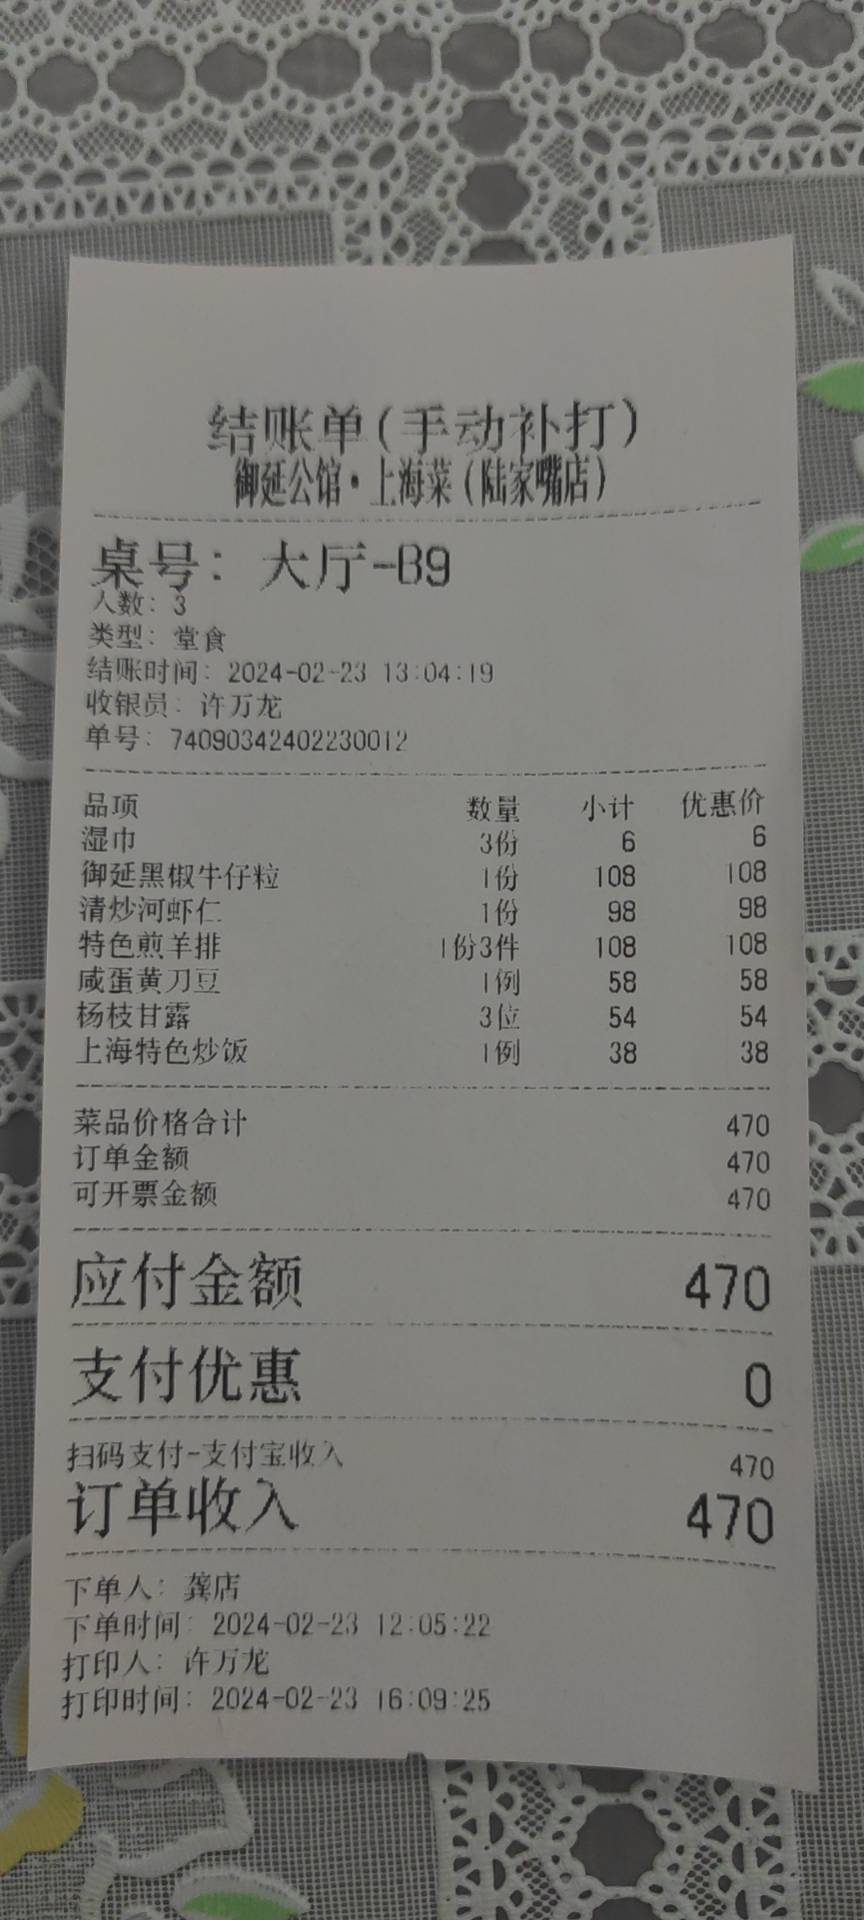 结账单(手动补打)
御延公馆·上海菜(陆家嘴店)
桌号: 大厅-B9
人数: 3
类型: 堂食
结账时间: 2024-02-23 13:04:19
收银员: 许万龙
单号: 74090342402230012
品项 数量 小计 优惠价
湿巾 3份 6 6
御延黑椒牛仔粒 1份 108 108
清炒河虾仁 1份 98 98
特色煎羊排 1份3件 108 108
咸蛋黄刀豆 1例 58 58
杨枝甘露 3位 54 54
上海特色炒饭 1例 38 38
菜品价格合计 470
订单金额 470
可开票金额 470
应付金额 470
支付优惠 0
扫码支付-支付宝收入 470
订单收入 470
下单人: 龚店
下单时间: 2024-02-23 12:05:22
打印人: 许万龙
打印时间: 2024-02-23 16:09:25